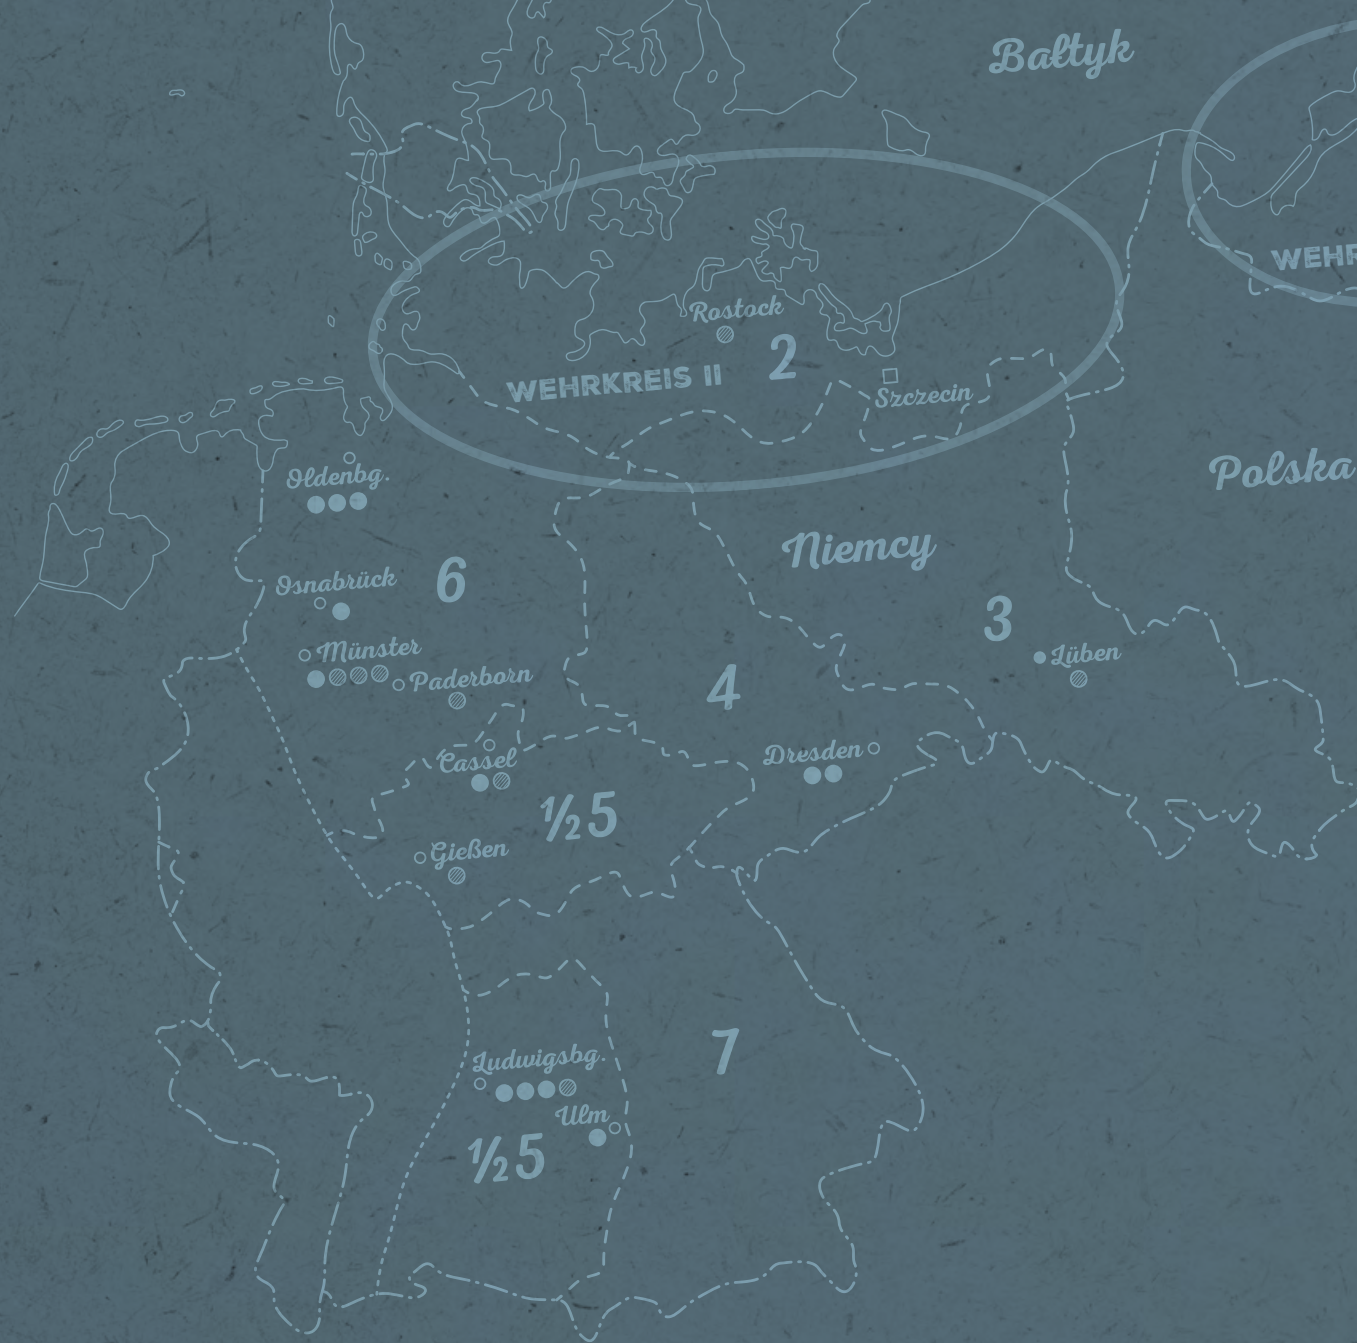 Bałtyk
WEHR
Rostock
2
WEHRKREIS II
Szczecin
Polska
Oldenbg.
Niemcy
Osnabrück
6
3
Münster
Lüben
Paderborn
4
Dresden
Cassel
½5
Gießen
7
Ludwigsbg.
Ulm
½5